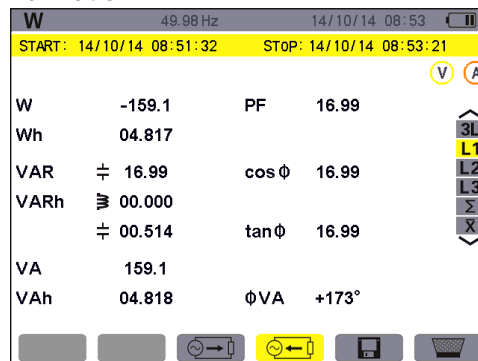 W 49.98 Hz 14/10/14 08:53
START: 14/10/14 08:51:32 STOP: 14/10/14 08:53:21
V A
W -159.1 PF 16.99
Wh 04.817
VAR 16.99 cos ϕ 16.99
VARh 00.000
00.514 tan ϕ 16.99
VA 159.1
VAh 04.818 ϕVA +173°
3L
L1
L2
L3
Σ
X̅